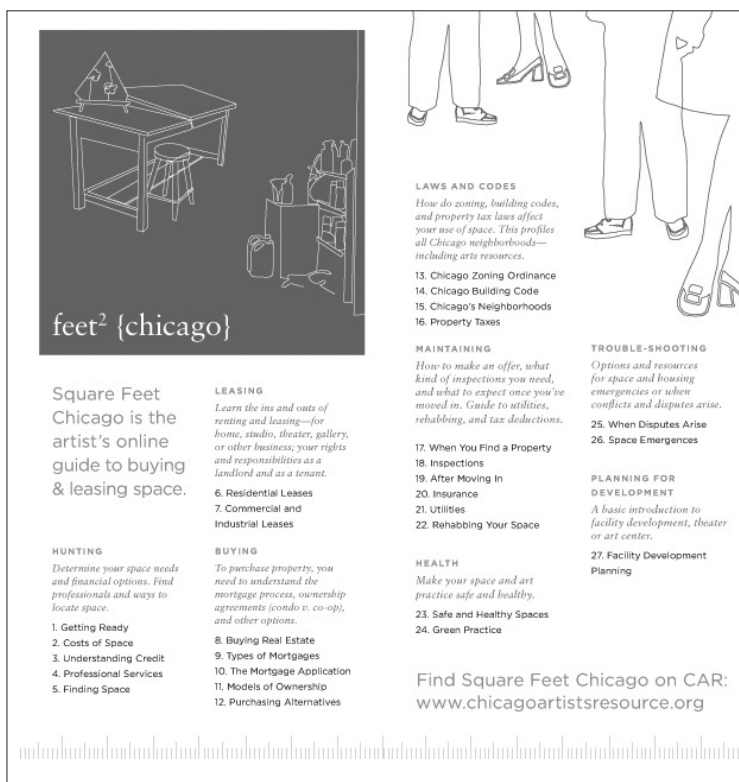 feet² {chicago}
Square Feet
Chicago is the
artist's online
guide to buying
& leasing space.
HUNTING
Determine your space needs
and financial options. Find
professionals and ways to
locate space.
1. Getting Ready
2. Costs of Space
3. Understanding Credit
4. Professional Services
5. Finding Space
LEASING
Learn the ins and outs of
renting and leasing—for
home, studio, theater, gallery,
or other business; your rights
and responsibilities as a
landlord and as a tenant.
6. Residential Leases
7. Commercial and
Industrial Leases
BUYING
To purchase property, you
need to understand the
mortgage process, ownership
agreements (condo v. co-op),
and other options.
8. Buying Real Estate
9. Types of Mortgages
10. The Mortgage Application
11. Models of Ownership
12. Purchasing Alternatives
LAWS AND CODES
How do zoning, building codes,
and property tax laws affect
your use of space. This profiles
all Chicago neighborhoods—
including arts resources.
13. Chicago Zoning Ordinance
14. Chicago Building Code
15. Chicago's Neighborhoods
16. Property Taxes
MAINTAINING
How to make an offer, what
kind of inspections you need,
and what to expect once you've
moved in. Guide to utilities,
rehabbing, and tax deductions.
17. When You Find a Property
18. Inspections
19. After Moving In
20. Insurance
21. Utilities
22. Rehabbing Your Space
HEALTH
Make your space and art
practice safe and healthy.
23. Safe and Healthy Spaces
24. Green Practice
TROUBLE-SHOOTING
Options and resources
for space and housing
emergencies or when
conflicts and disputes arise.
25. When Disputes Arise
26. Space Emergences
PLANNING FOR
DEVELOPMENT
A basic introduction to
facility development, theater
or art center.
27. Facility Development
Planning
Find Square Feet Chicago on CAR:
www.chicagoartistsresource.org